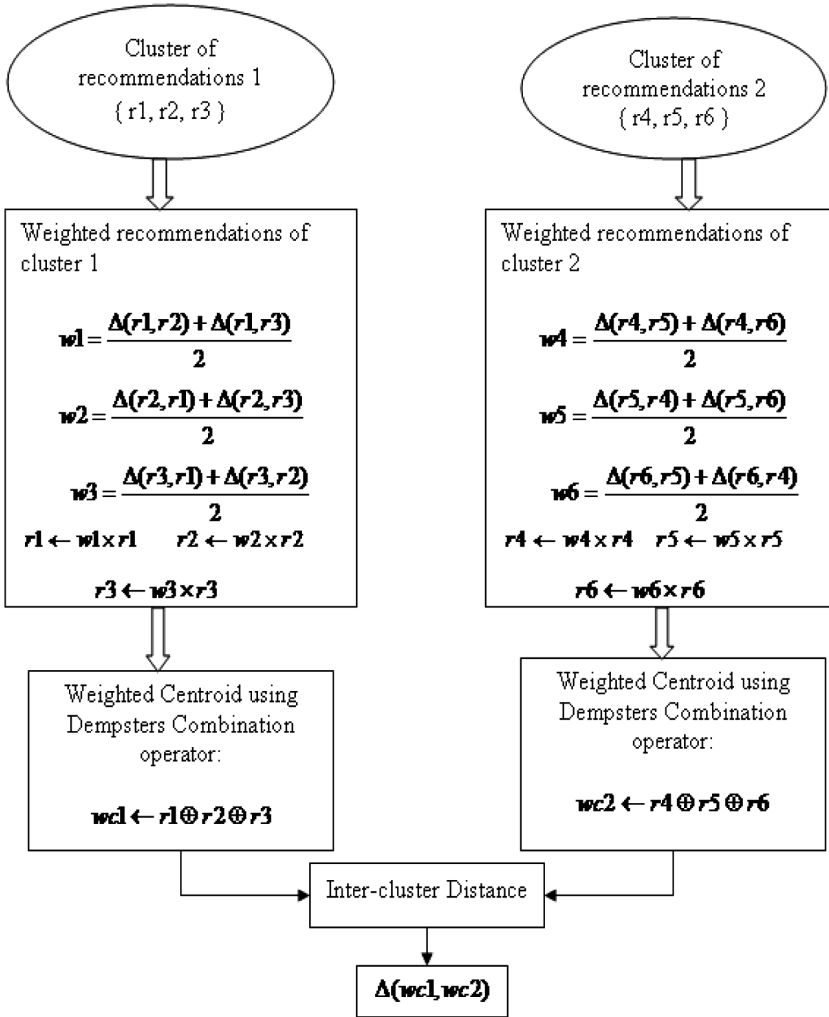 Cluster of
recommendations 1
{ r1, r2, r3 }
Cluster of
recommendations 2
{ r4, r5, r6 }
Weighted recommendations of
cluster 1
w1 = Δ(r1,r2) + Δ(r1,r3) / 2
w2 = Δ(r2,r1) + Δ(r2,r3) / 2
w3 = Δ(r3,r1) + Δ(r3,r2) / 2
r1 ← w1 × r1 r2 ← w2 × r2
r3 ← w3 × r3
Weighted recommendations of
cluster 2
w4 = Δ(r4,r5) + Δ(r4,r6) / 2
w5 = Δ(r5,r4) + Δ(r5,r6) / 2
w6 = Δ(r6,r5) + Δ(r6,r4) / 2
r4 ← w4 × r4 r5 ← w5 × r5
r6 ← w6 × r6
Weighted Centroid using
Dempsters Combination
operator:
wc1 ← r1 ⊕ r2 ⊕ r3
Weighted Centroid using
Dempsters Combination
operator:
wc2 ← r4 ⊕ r5 ⊕ r6
Inter-cluster Distance
Δ(wc1, wc2)